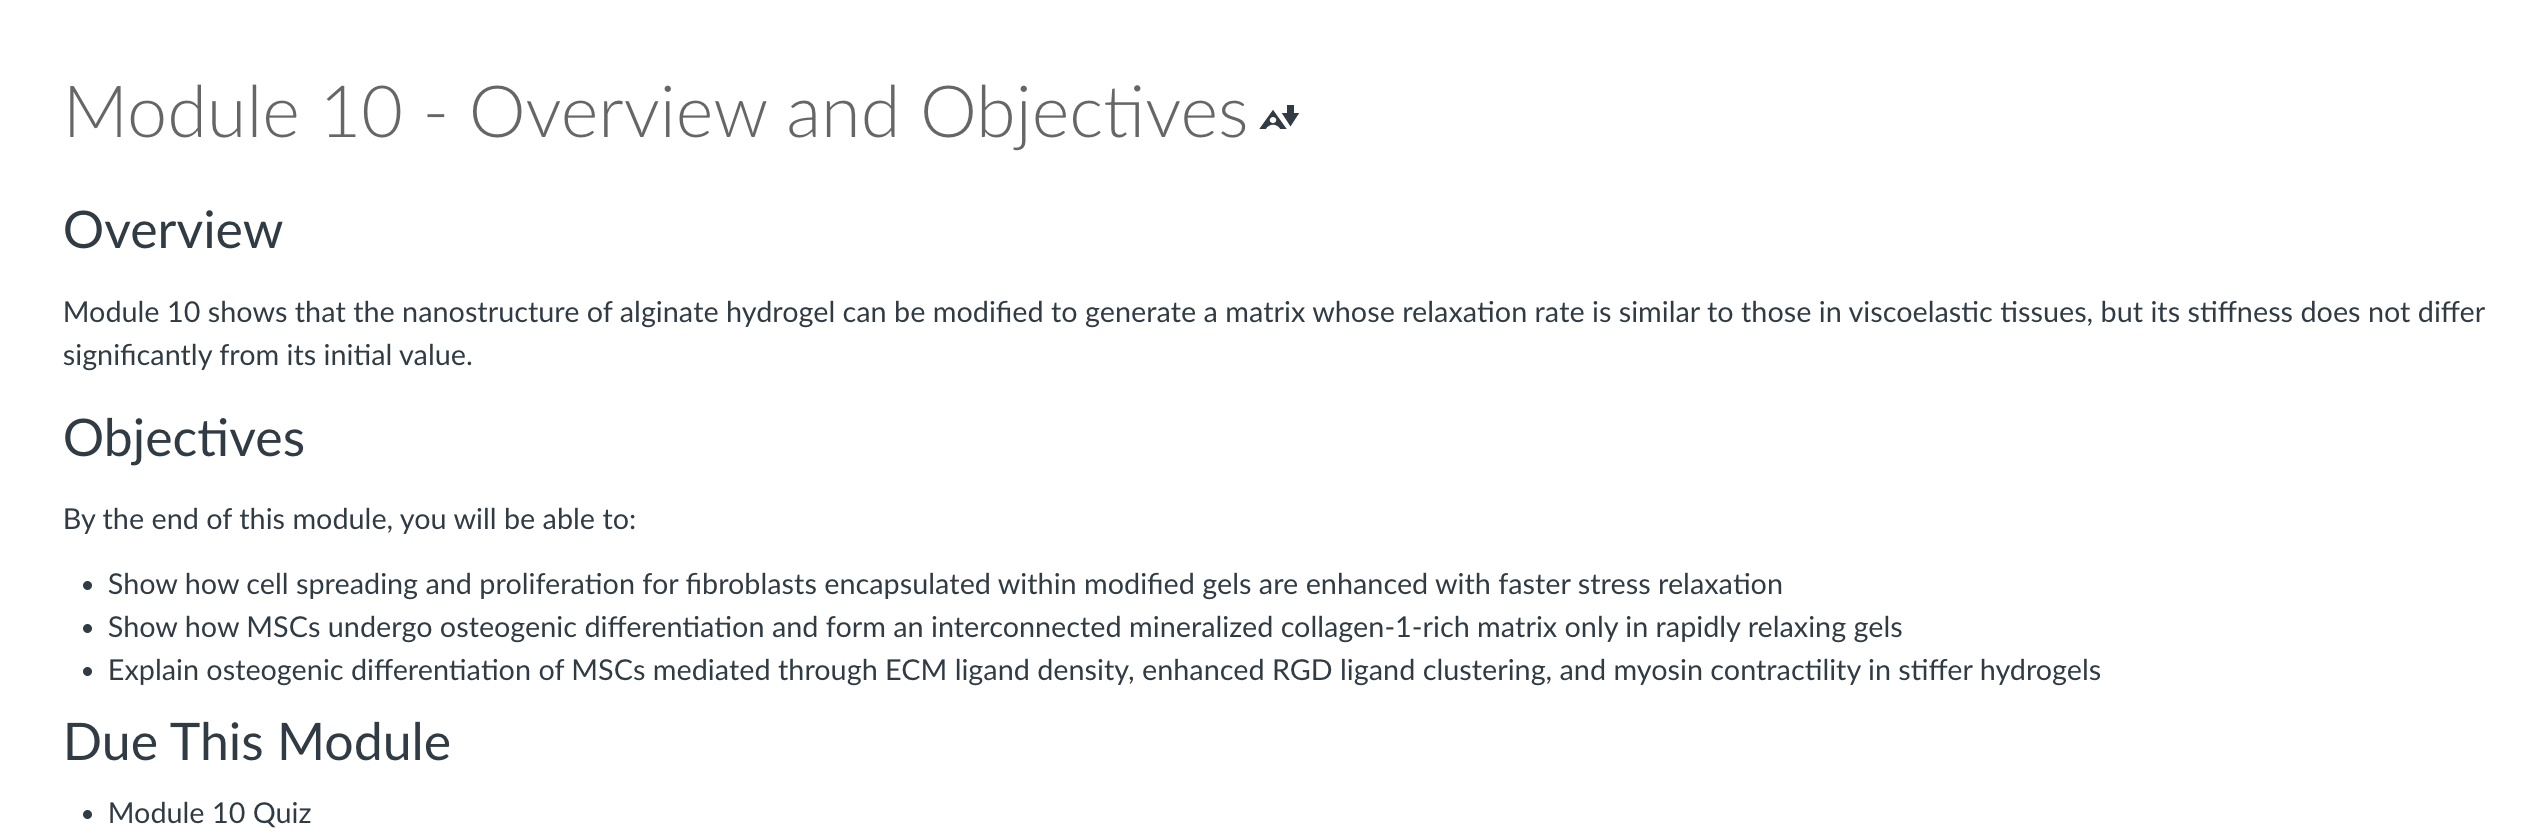 Module 10 - Overview and Objectives
Overview
Module 10 shows that the nanostructure of alginate hydrogel can be modified to generate a matrix whose relaxation rate is similar to those in viscoelastic tissues, but its stiffness does not differ
significantly from its initial value.
Objectives
By the end of this module, you will be able to:
• Show how cell spreading and proliferation for fibroblasts encapsulated within modified gels are enhanced with faster stress relaxation
• Show how MSCs undergo osteogenic differentiation and form an interconnected mineralized collagen-1-rich matrix only in rapidly relaxing gels
• Explain osteogenic differentiation of MSCs mediated through ECM ligand density, enhanced RGD ligand clustering, and myosin contractility in stiffer hydrogels
Due This Module
• Module 10 Quiz